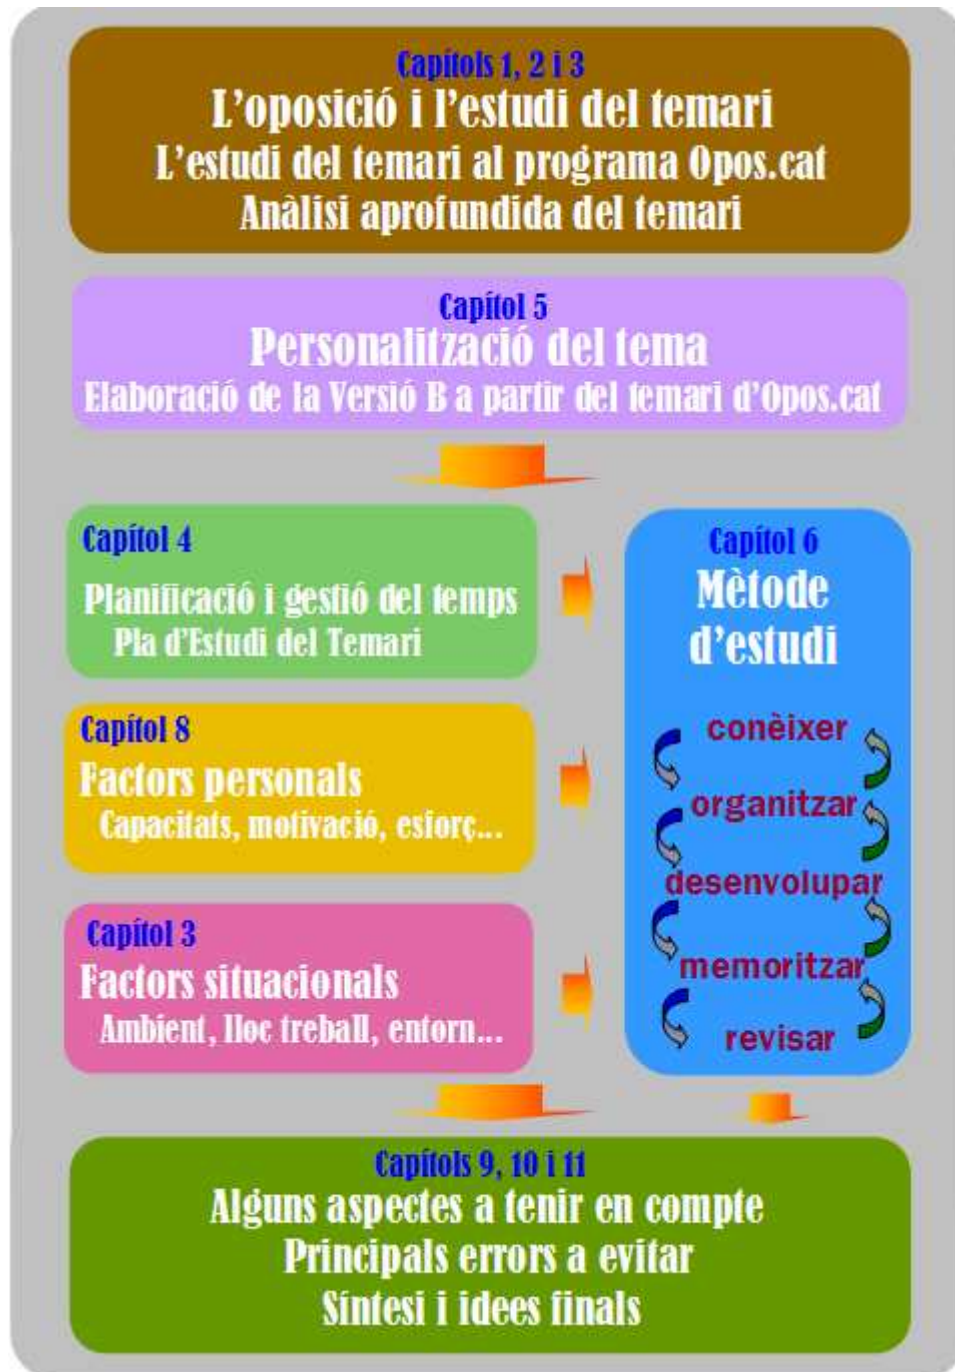 Capítols 1, 2 i 3
L'oposició i l'estudi del temari
L'estudi del temari al programa Opos.cat
Anàlisi aprofundida del temari
Capítol 5
Personalització del tema
Elaboració de la Versió B a partir del temari d'Opos.cat
Capítol 4
Planificació i gestió del temps
Pla d'Estudi del Temari
Capítol 8
Factors personals
Capacitats, motivació, esforç...
Capítol 3
Factors situacionals
Ambient, lloc treball, entorn...
Capítol 6
Mètode
d'estudi
conèixer
organitzar
desenvolupar
memoritzar
revisar
Capítols 9, 10 i 11
Alguns aspectes a tenir en compte
Principals errors a evitar
Síntesi i idees finals